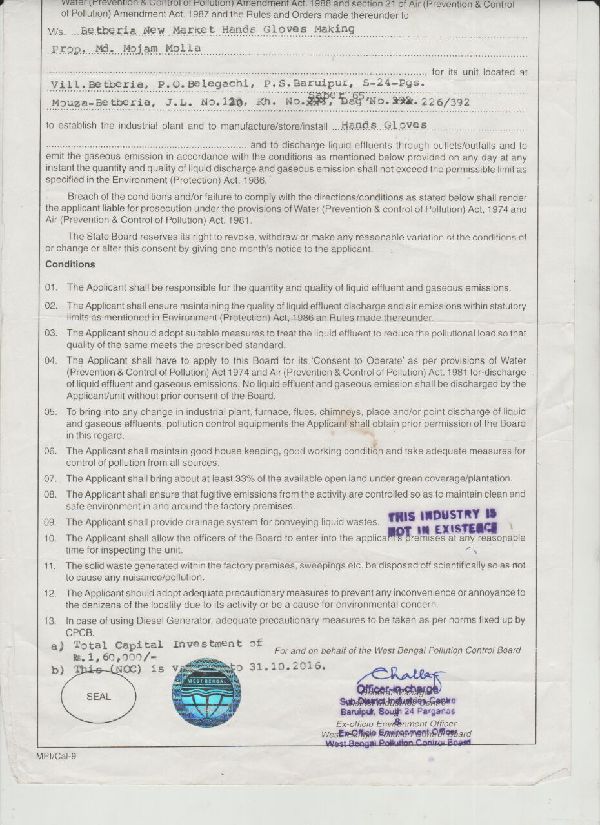 Water (Prevention & Control of Pollution) Amendment Act, 1988 and section 21 of Air (Prevention & Control
of Pollution) Amendment Act, 1987 and the Rules and Orders made thereunder to
M/s. Betberia New Market Hands Gloves Making
Prop. Md. Mojam Molla
for its unit located at
Vill.Betberia, P.O.Belegachi, P.S.Baruipur, S-24-Pgs.
Mouza-Betberia, J.L. No.120, Kh. No. Dag No. 226/392
to establish the industrial plant and to manufacture/store/install Hands Gloves
and to discharge liquid effluents through outlets/outfalls and to
emit the gaseous emission in accordance with the conditions as mentioned below provided on any day at any
instant the quantity and quality of liquid discharge and gaseous emission shall not exceed the permissible limit as
specified in the Environment (Protection) Act, 1986.
Breach of the conditions and/or failure to comply with the directions/conditions as stated below shall render
the applicant liable for prosecution under the provisions of Water (Prevention & control of Pollution) Act, 1974 and
Air (Prevention & Control of Pollution) Act, 1981.
The State Board reserves its right to revoke, withdraw or make any reasonable variation of the conditions of
or change or alter this consent by giving one month's notice to the applicant.
Conditions
01. The Applicant shall be responsible for the quantity and quality of liquid effluent and gaseous emissions.
02. The Applicant shall ensure maintaining the quality of liquid effluent discharge and air emissions within statutory
limits as mentioned in Environment (Protection) Act, 1986 an Rules made thereunder.
03. The Applicant should adopt suitable measures to treat the liquid effluent to reduce the pollutional load so that
quality of the same meets the prescribed standard.
04. The Applicant shall have to apply to this Board for its 'Consent to Oberate' as per provisions of Water
(Prevention & Control of Pollution) Act 1974 and Air (Prevention & Control of Pollution) Act. 1981 for discharge
of liquid effluent and gaseous emissions. No liquid effluent and gaseous emission shall be discharged by the
Applicant/unit without prior consent of the Board.
05. To bring into any change in industrial plant, furnace, flues, chimneys, place and/or point discharge of liquid
and gaseous effluents, pollution control equipments the Applicant shall obtain prior permission of the Board
in this regard.
06. The Applicant shall maintain good house keeping, good working condition and take adequate measures for
control of pollution from all sources.
07. The Applicant shall bring about at least 33% of the available open land under green coverage/plantation.
08. The Applicant shall ensure that fugitive emissions from the activity are controlled so as to maintain clean and
safe environment in and around the factory premises.
09. The Applicant shall provide drainage system for conveying liquid wastes.
THIS INDUSTRY IS
NOT IN EXISTENCE
10. The Applicant shall allow the officers of the Board to enter into the applicant's premises at any reasonable
time for inspecting the unit.
11. The solid waste generated within the factory premises, sweepings etc. be disposed off scientifically so as not
to cause any nuisance/pollution.
12. The Applicant should adopt adequate precautionary measures to prevent any inconvenience or annoyance to
the denizens of the locality due to its activity or be a cause for environmental concern.
13. In case of using Diesel Generator, adequate precautionary measures to be taken as per norms fixed up by
CPCB.
a) Total Capital Investment of
Rs.1,60,000/-
For and on behalf of the West Bengal Pollution Control Board
b) This (NOC) is to 31.10.2016.
SEAL
WEST BENGAL
Officer-in-charge
Sub District Industries Centre
Baruipur, South 24 Parganas
&
Ex-officio Environment Officer
Ex-Officio Environment Officer
West Bengal Pollution Control Board
MPI/Cal-9